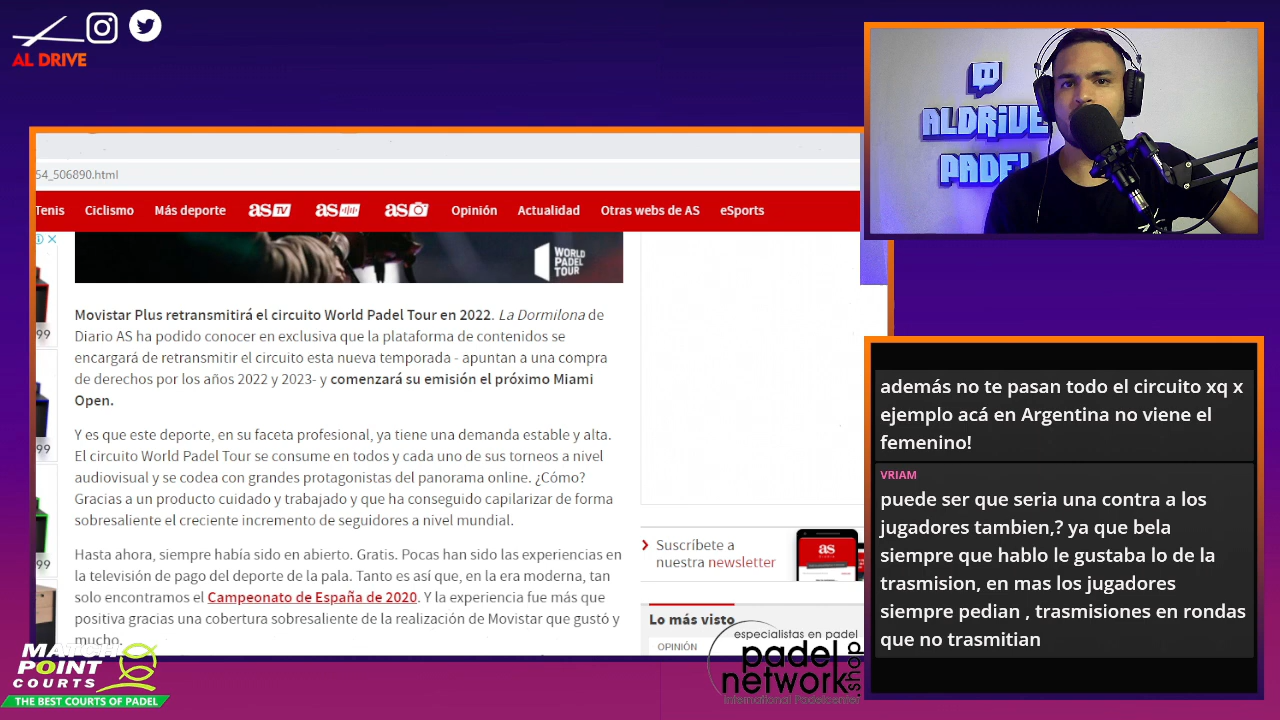 AL DRIVE
54_506890.html
Tenis Ciclismo Más deporte as TV as as Opinión Actualidad Otras webs de AS eSports
WORLD
PADEL
TOUR
Movistar Plus retransmitirá el circuito World Padel Tour en 2022. La Dormilona de
Diario AS ha podido conocer en exclusiva que la plataforma de contenidos se
encargará de retransmitir el circuito esta nueva temporada - apuntan a una compra
de derechos por los años 2022 y 2023- y comenzará su emisión el próximo Miami
Open.
Y es que este deporte, en su faceta profesional, ya tiene una demanda estable y alta.
El circuito World Padel Tour se consume en todos y cada uno de sus torneos a nivel
audiovisual y se codea con grandes protagonistas del panorama online. ¿Cómo?
Gracias a un producto cuidado y trabajado y que ha conseguido capilarizar de forma
sobresaliente el creciente incremento de seguidores a nivel mundial.
Hasta ahora, siempre había sido en abierto. Gratis. Pocas han sido las experiencias en
la televisión de pago del deporte de la pala. Tanto es así que, en la era moderna, tan
solo encontramos el Campeonato de España de 2020. Y la experiencia fue más que
positiva gracias una cobertura sobresaliente de la realización de Movistar que gustó y
mucho.
99
99
99
Suscríbete a
nuestra newsletter
as
Lo más visto
OPINIÓN
MATCH
POINT
COURTS
THE BEST COURTS OF PADEL
especialistas en padel
padel
network
.shop
International Padelcenter
ALDRIVE
PADEL
además no te pasan todo el circuito xq x
ejemplo acá en Argentina no viene el
femenino!
VRIAM
puede ser que seria una contra a los
jugadores tambien,? ya que bela
siempre que hablo le gustaba lo de la
trasmision, en mas los jugadores
siempre pedian , trasmisiones en rondas
que no trasmitian